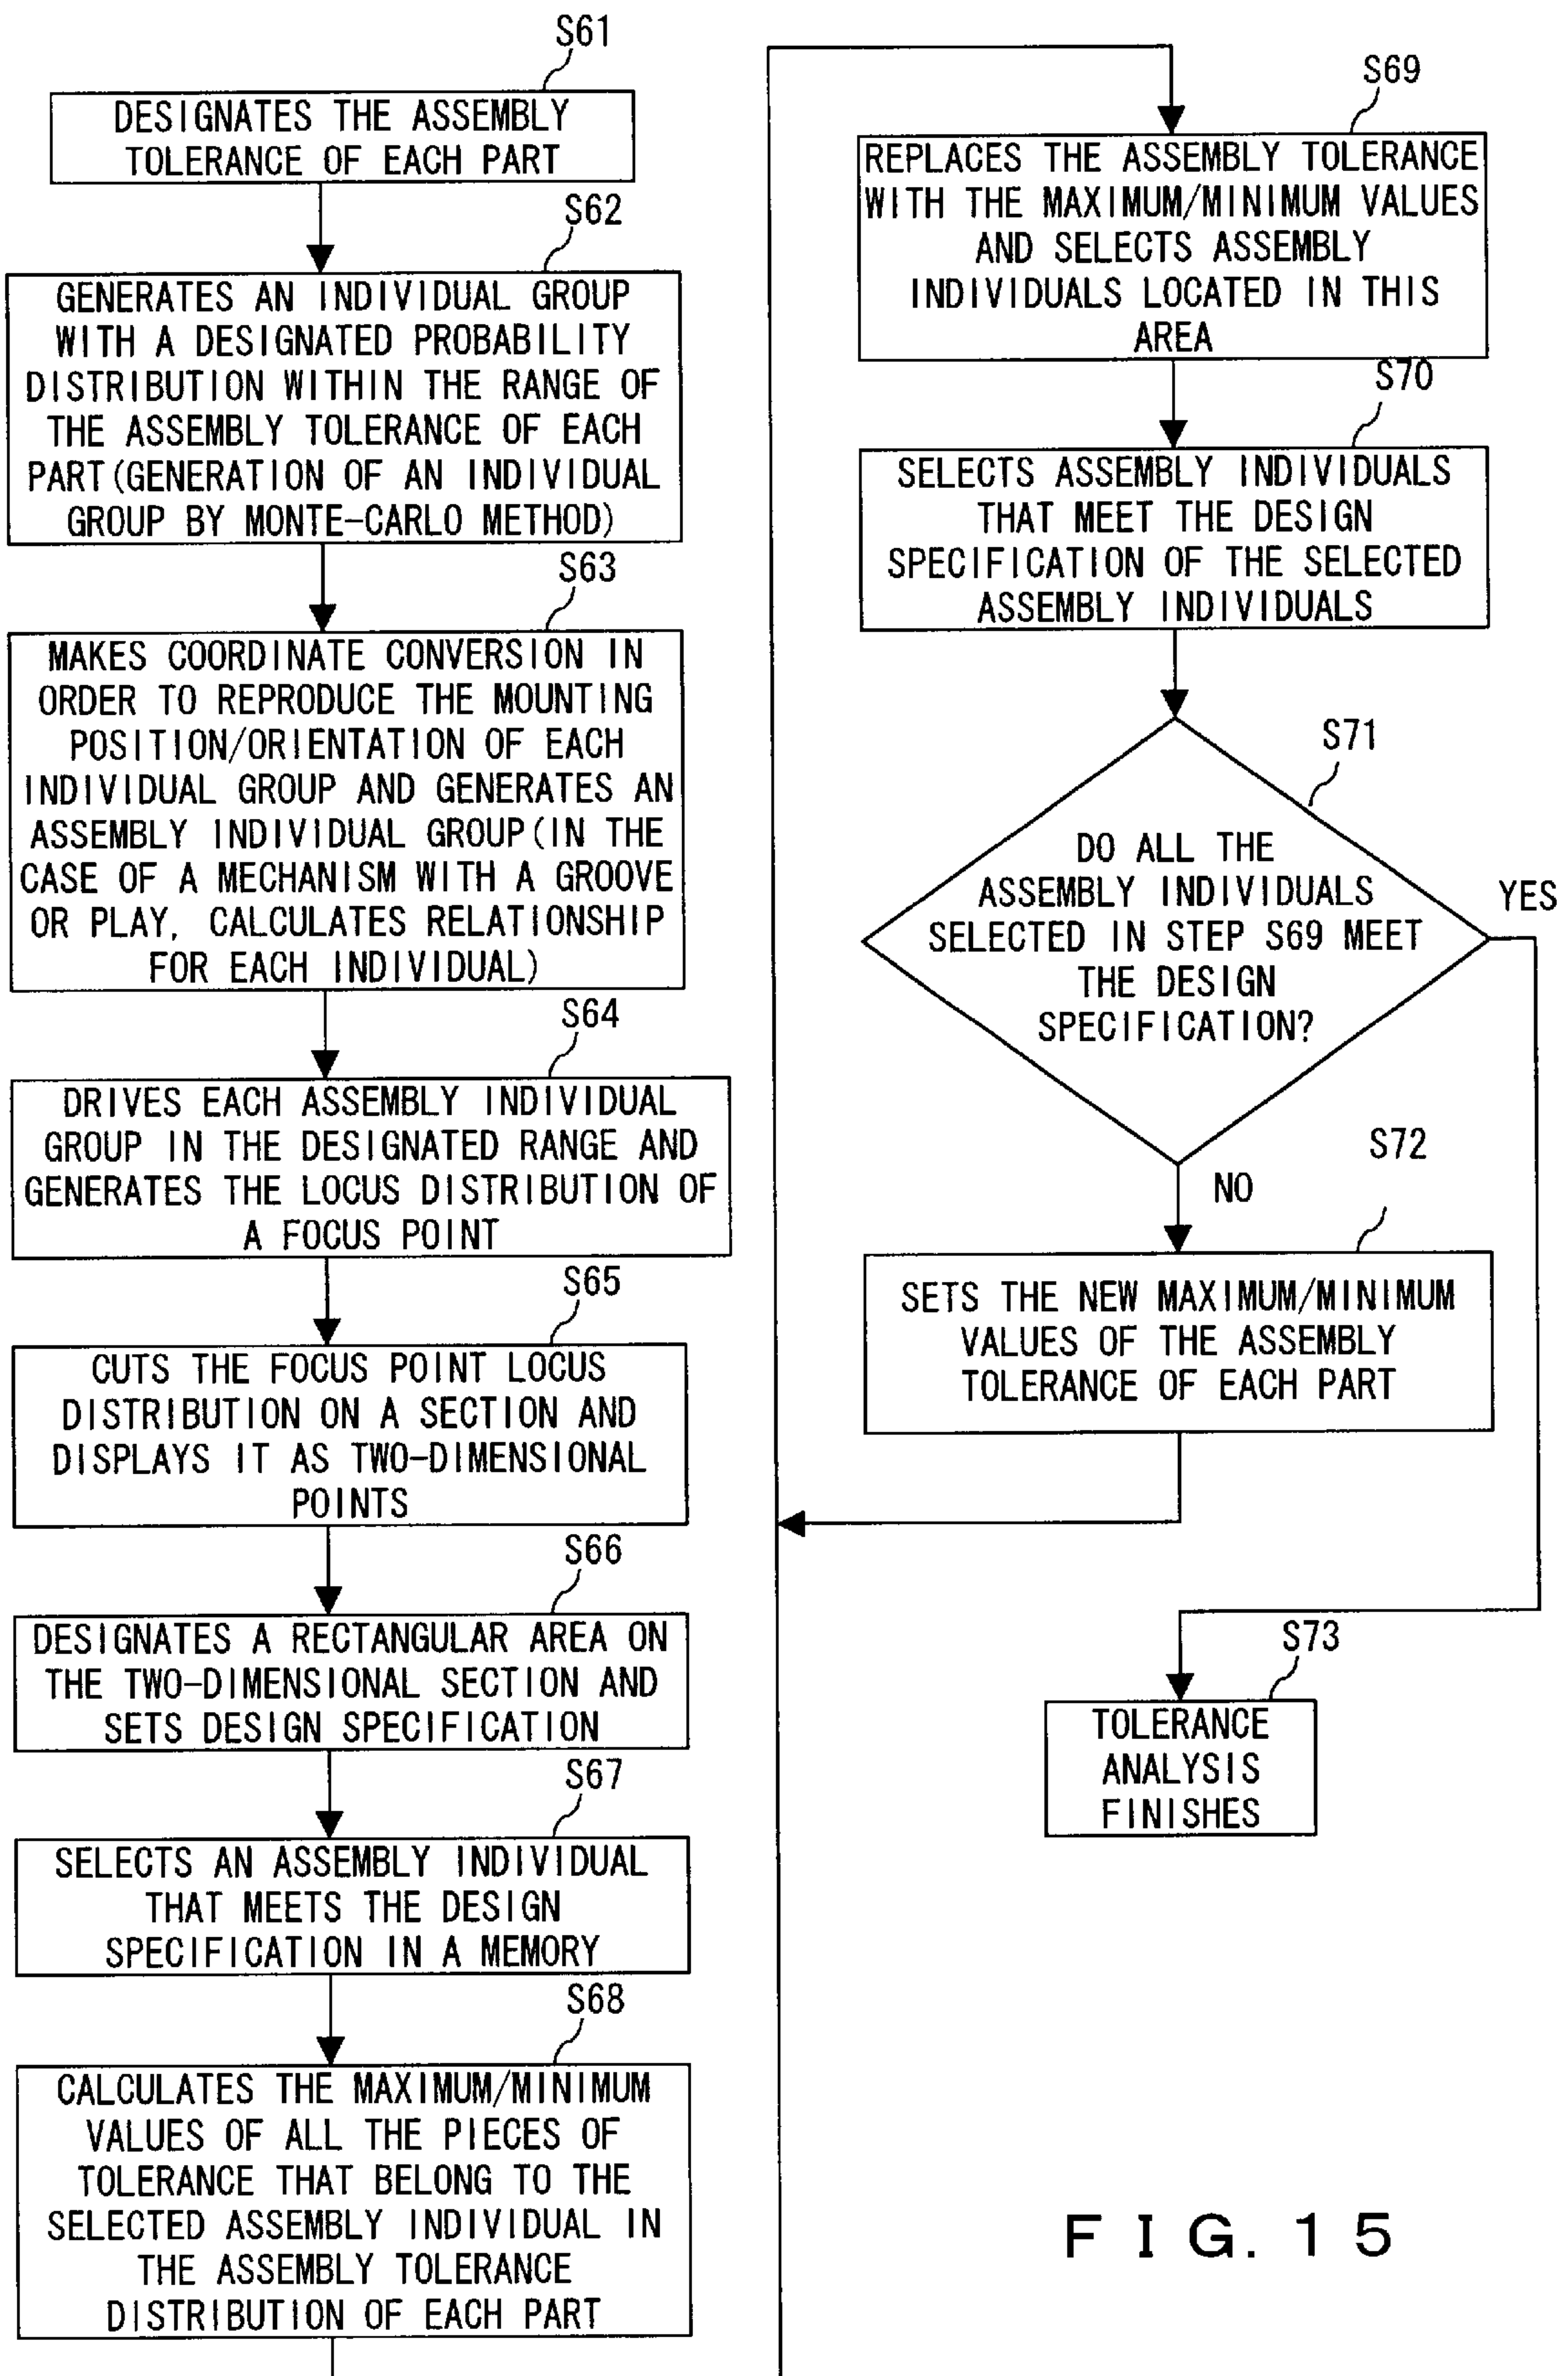 S61
DESIGNATES THE ASSEMBLY
TOLERANCE OF EACH PART
S62
GENERATES AN INDIVIDUAL GROUP
WITH A DESIGNATED PROBABILITY
DISTRIBUTION WITHIN THE RANGE OF
THE ASSEMBLY TOLERANCE OF EACH
PART(GENERATION OF AN INDIVIDUAL
GROUP BY MONTE-CARLO METHOD)
S63
MAKES COORDINATE CONVERSION IN
ORDER TO REPRODUCE THE MOUNTING
POSITION/ORIENTATION OF EACH
INDIVIDUAL GROUP AND GENERATES AN
ASSEMBLY INDIVIDUAL GROUP(IN THE
CASE OF A MECHANISM WITH A GROOVE
OR PLAY, CALCULATES RELATIONSHIP
FOR EACH INDIVIDUAL)
S64
DRIVES EACH ASSEMBLY INDIVIDUAL
GROUP IN THE DESIGNATED RANGE AND
GENERATES THE LOCUS DISTRIBUTION OF
A FOCUS POINT
S65
CUTS THE FOCUS POINT LOCUS
DISTRIBUTION ON A SECTION AND
DISPLAYS IT AS TWO-DIMENSIONAL
POINTS
S66
DESIGNATES A RECTANGULAR AREA ON
THE TWO-DIMENSIONAL SECTION AND
SETS DESIGN SPECIFICATION
S67
SELECTS AN ASSEMBLY INDIVIDUAL
THAT MEETS THE DESIGN
SPECIFICATION IN A MEMORY
S68
CALCULATES THE MAXIMUM/MINIMUM
VALUES OF ALL THE PIECES OF
TOLERANCE THAT BELONG TO THE
SELECTED ASSEMBLY INDIVIDUAL IN
THE ASSEMBLY TOLERANCE
DISTRIBUTION OF EACH PART
S69
REPLACES THE ASSEMBLY TOLERANCE
WITH THE MAXIMUM/MINIMUM VALUES
AND SELECTS ASSEMBLY
INDIVIDUALS LOCATED IN THIS
AREA
S70
SELECTS ASSEMBLY INDIVIDUALS
THAT MEET THE DESIGN
SPECIFICATION OF THE SELECTED
ASSEMBLY INDIVIDUALS
S71
DO ALL THE
ASSEMBLY INDIVIDUALS
SELECTED IN STEP S69 MEET
THE DESIGN
SPECIFICATION?
YES
NO
S72
SETS THE NEW MAXIMUM/MINIMUM
VALUES OF THE ASSEMBLY
TOLERANCE OF EACH PART
S73
TOLERANCE
ANALYSIS
FINISHES
FIG. 15